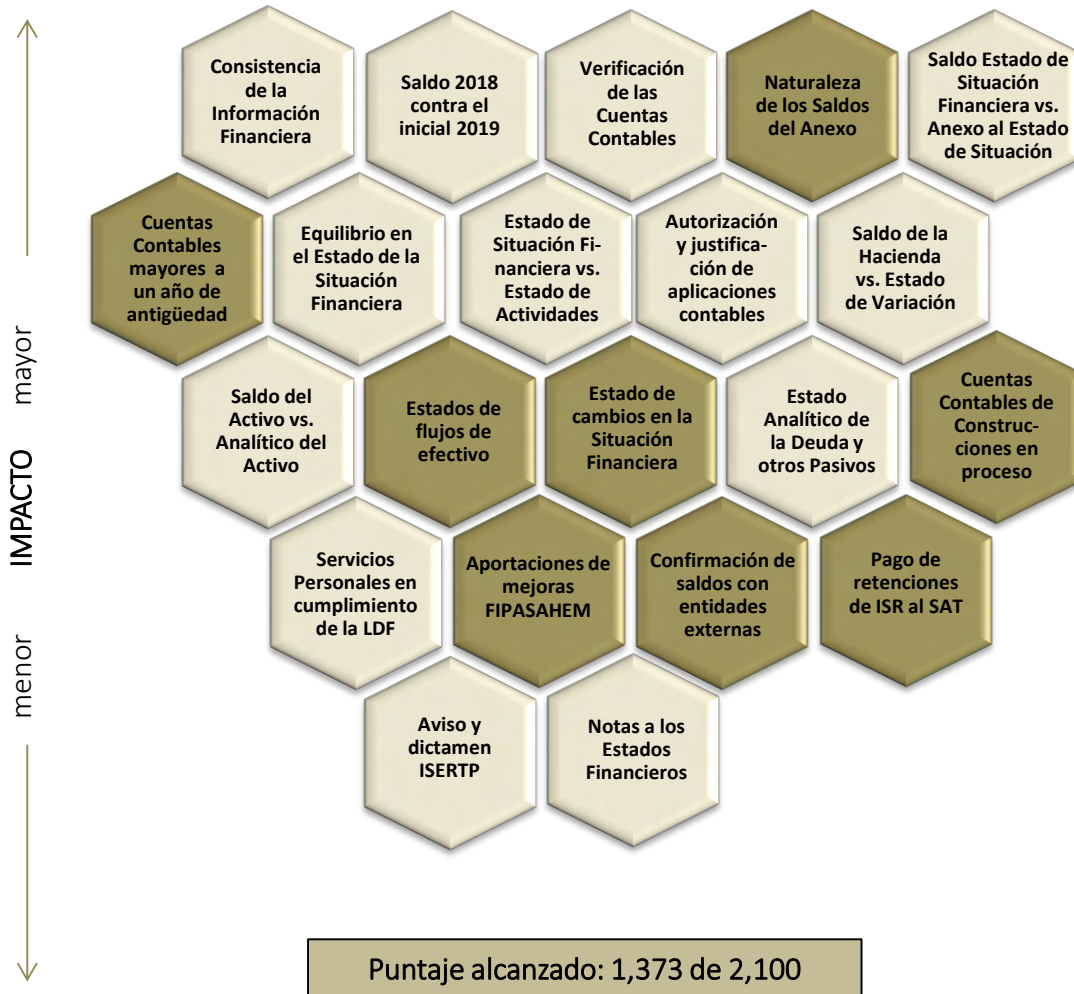 Consistencia
de la
Información
Financiera
Saldo 2018
contra el
inicial 2019
Verificación
de las
Cuentas
Contables
Naturaleza
de los Saldos
del Anexo
Saldo Estado de
Situación
Financiera vs.
Anexo al Estado
de Situación
Cuentas
Contables
mayores a
un año de
antigüedad
Equilibrio en
el Estado de la
Situación
Financiera
Estado de
Situación Fi-
nanciera vs.
Estado de
Actividades
Autorización
y justifica-
ción de
aplicaciones
contables
Saldo de la
Hacienda
vs. Estado
de Variación
Saldo del
Activo vs.
Analítico del
Activo
Estados de
flujos de
efectivo
Estado de
cambios en la
Situación
Financiera
Estado
Analítico de
la Deuda y
otros Pasivos
Cuentas
Contables de
Construc-
ciones en
proceso
Servicios
Personales en
cumplimiento
de la LDF
Aportaciones de
mejoras
FIPASAHEM
Confirmación de
saldos con
entidades
externas
Pago de
retenciones
de ISR al SAT
Aviso y
dictamen
ISERTP
Notas a los
Estados
Financieros
mayor
IMPACTO
menor
Puntaje alcanzado: 1,373 de 2,100